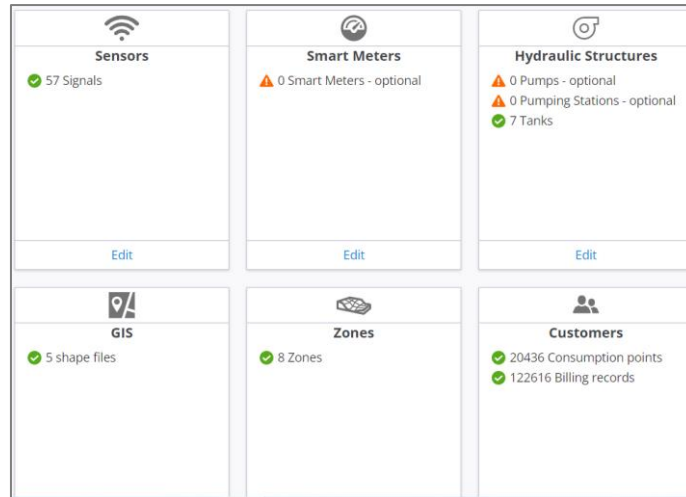 Sensors
57 Signals
Edit
Smart Meters
0 Smart Meters - optional
Edit
Hydraulic Structures
0 Pumps - optional
0 Pumping Stations - optional
7 Tanks
Edit
GIS
5 shape files
Zones
8 Zones
Customers
20436 Consumption points
122616 Billing records